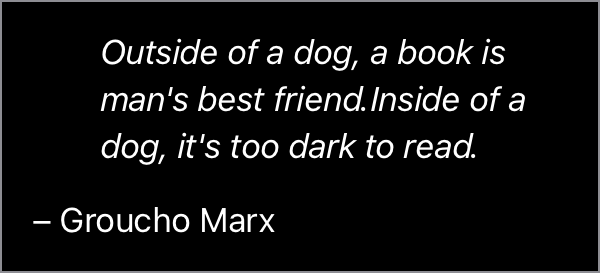 Outside of a dog, a book is
man's best friend.Inside of a
dog, it's too dark to read.
– Groucho Marx